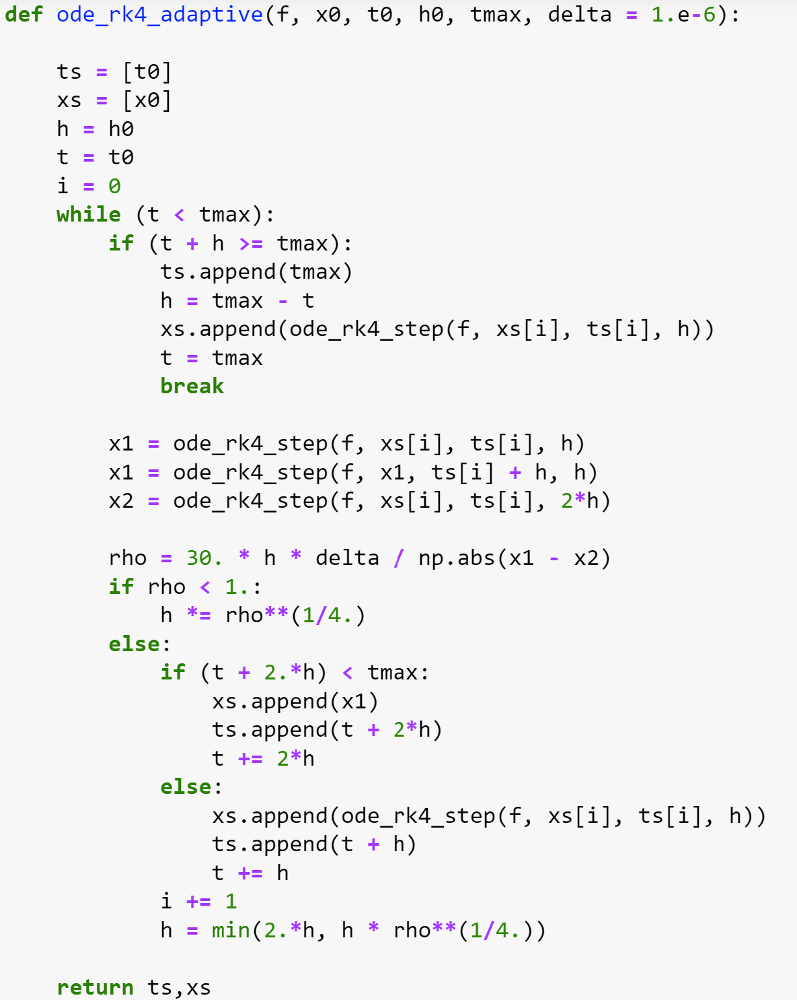 def ode_rk4_adaptive(f, x0, t0, h0, tmax, delta = 1.e-6):

    ts = [t0]
    xs = [x0]
    h = h0
    t = t0
    i = 0
    while (t < tmax):
        if (t + h >= tmax):
            ts.append(tmax)
            h = tmax - t
            xs.append(ode_rk4_step(f, xs[i], ts[i], h))
            t = tmax
            break

        x1 = ode_rk4_step(f, xs[i], ts[i], h)
        x1 = ode_rk4_step(f, x1, ts[i] + h, h)
        x2 = ode_rk4_step(f, xs[i], ts[i], 2*h)

        rho = 30. * h * delta / np.abs(x1 - x2)
        if rho < 1.:
            h *= rho**(1/4.)
        else:
            if (t + 2.*h) < tmax:
                xs.append(x1)
                ts.append(t + 2*h)
                t += 2*h
            else:
                xs.append(ode_rk4_step(f, xs[i], ts[i], h))
                ts.append(t + h)
                t += h
            i += 1
            h = min(2.*h, h * rho**(1/4.))

    return ts,xs